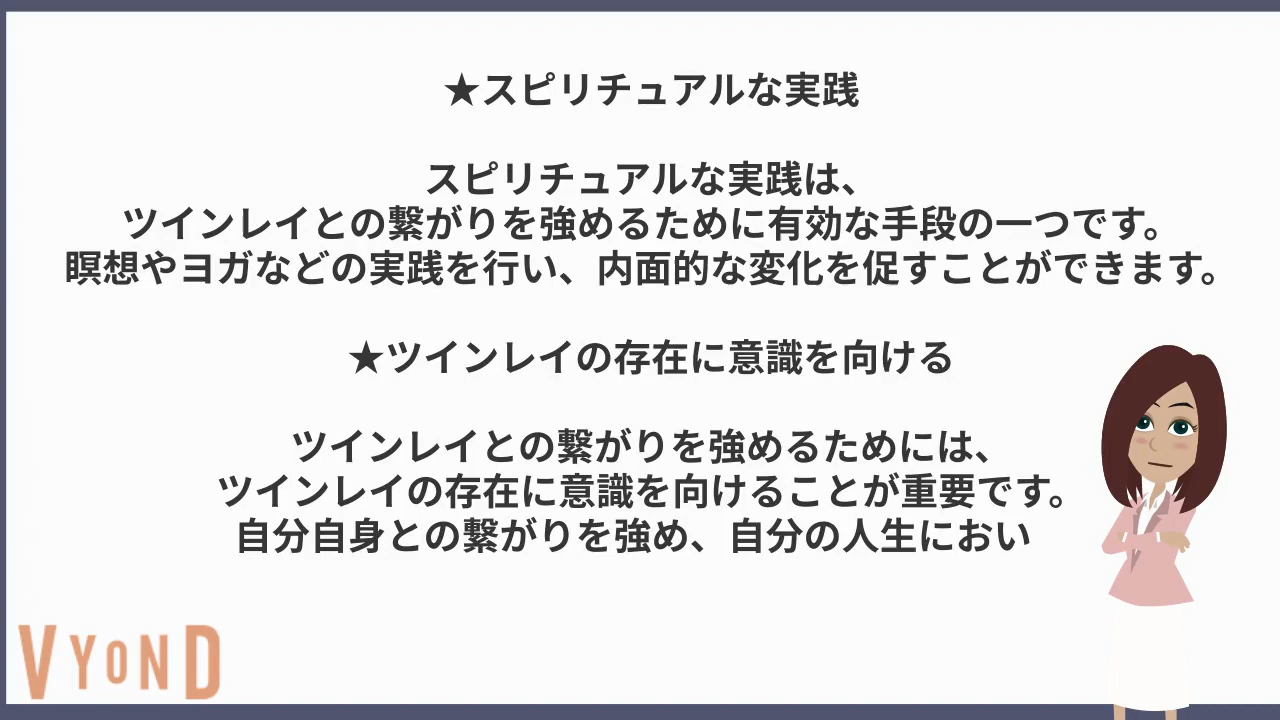 ★スピリチュアルな実践
スピリチュアルな実践は、
ツインレイとの繋がりを強めるために有効な手段の一つです。
瞑想やヨガなどの実践を行い、内面的な変化を促すことができます。
★ツインレイの存在に意識を向ける
ツインレイとの繋がりを強めるためには、
ツインレイの存在に意識を向けることが重要です。
自分自身との繋がりを強め、自分の人生におい
VYOND